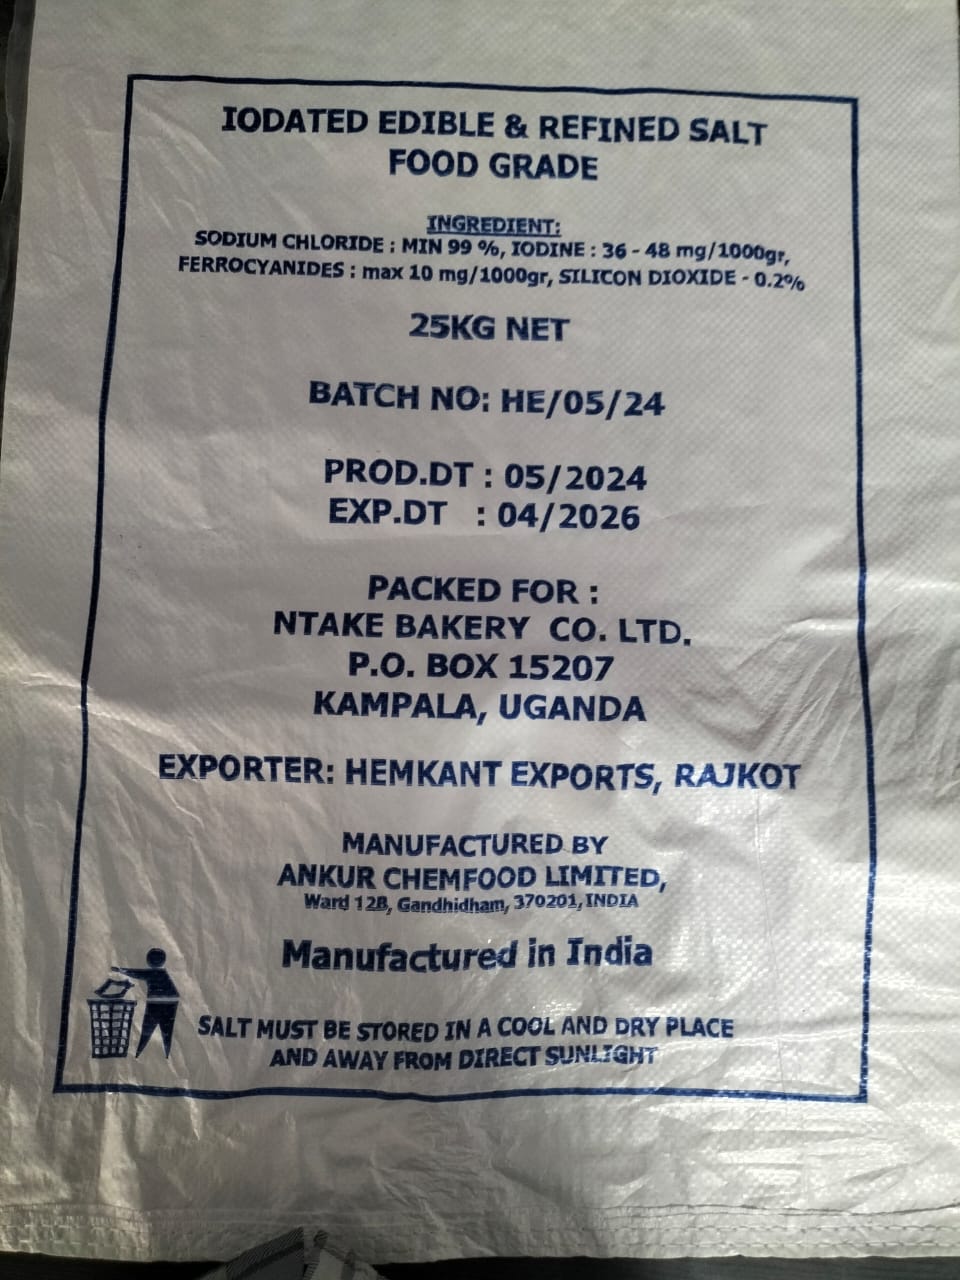 IODATED EDIBLE & REFINED SALT
FOOD GRADE
INGREDIENT:
SODIUM CHLORIDE : MIN 99 %, IODINE : 36 - 48 mg/1000gr,
FERROCYANIDES : max 10 mg/1000gr, SILICON DIOXIDE - 0.2%
25KG NET
BATCH NO: HE/05/24
PROD.DT : 05/2024
EXP.DT : 04/2026
PACKED FOR :
NTAKE BAKERY CO. LTD.
P.O. BOX 15207
KAMPALA, UGANDA
EXPORTER: HEMKANT EXPORTS, RAJKOT
MANUFACTURED BY
ANKUR CHEMFOOD LIMITED,
Ward 12B, Gandhidham, 370201, INDIA
Manufactured in India
SALT MUST BE STORED IN A COOL AND DRY PLACE
AND AWAY FROM DIRECT SUNLIGHT